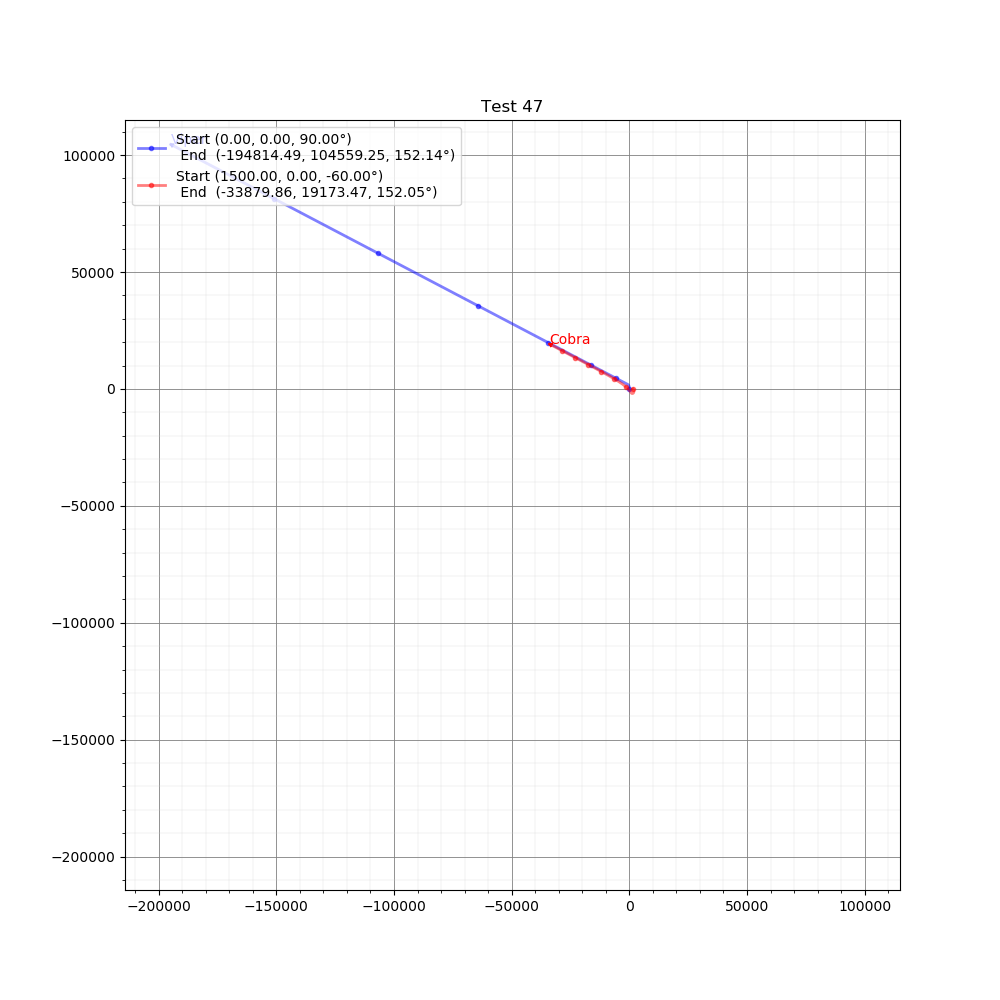 Test 47
Start (0.00, 0.00, 90.00°)
End (-194814.49, 104559.25, 152.14°)
Start (1500.00, 0.00, -60.00°)
End (-33879.86, 19173.47, 152.05°)
100000
50000
Cobra
0
−50000
−100000
−150000
−200000
−200000 −150000 −100000 −50000 0 50000 100000